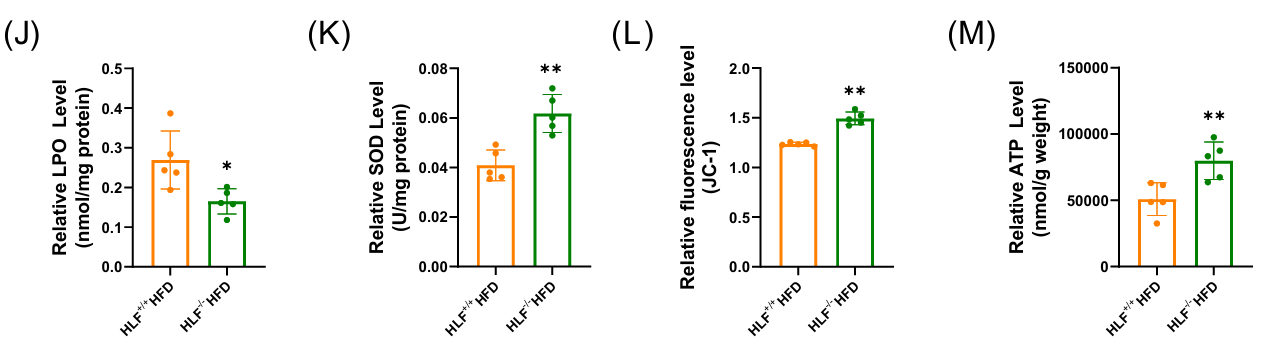 (J)
Relative LPO Level
(nmol/mg protein)
0.5
0.4
0.3
0.2
0.1
0.0
*
HLF+/+ HFD
HLF-/- HFD
(K)
Relative SOD Level
(U/mg protein)
0.08
0.06
0.04
0.02
0.00
**
HLF+/+ HFD
HLF-/- HFD
(L)
Relative fluorescence level
(JC-1)
2.0
1.5
1.0
0.5
0.0
**
HLF+/+ HFD
HLF-/- HFD
(M)
Relative ATP Level
(nmol/g weight)
150000
100000
50000
0
**
HLF+/+ HFD
HLF-/- HFD